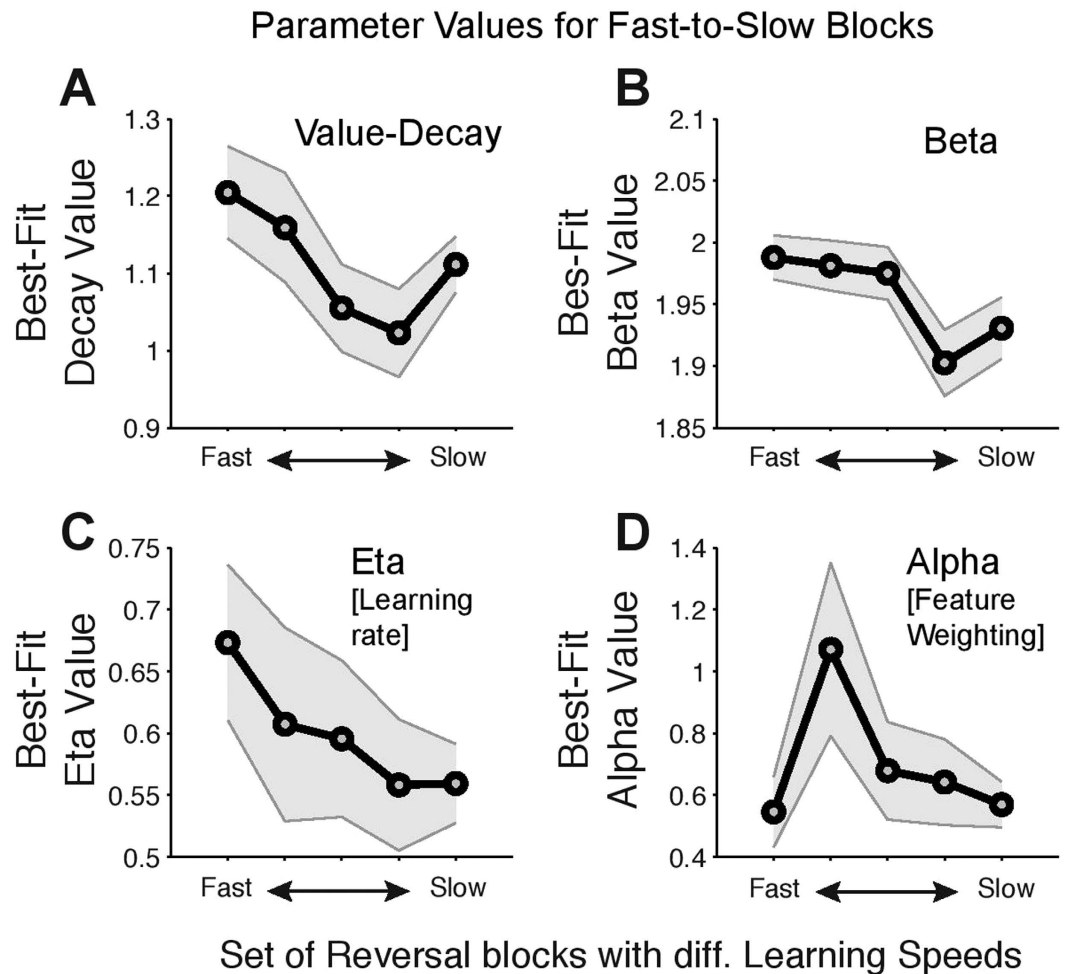 Parameter Values for Fast-to-Slow Blocks
A
Value-Decay
Best-Fit
Decay Value
1.3
1.2
1.1
1
0.9
Fast
Slow
B
Beta
Bes-Fit
Beta Value
2.1
2.05
2
1.95
1.9
1.85
Fast
Slow
C
Eta
[Learning
rate]
Best-Fit
Eta Value
0.75
0.7
0.65
0.6
0.55
0.5
Fast
Slow
D
Alpha
[Feature
Weighting]
Best-Fit
Alpha Value
1.4
1.2
1
0.8
0.6
0.4
Fast
Slow
Set of Reversal blocks with diff. Learning Speeds